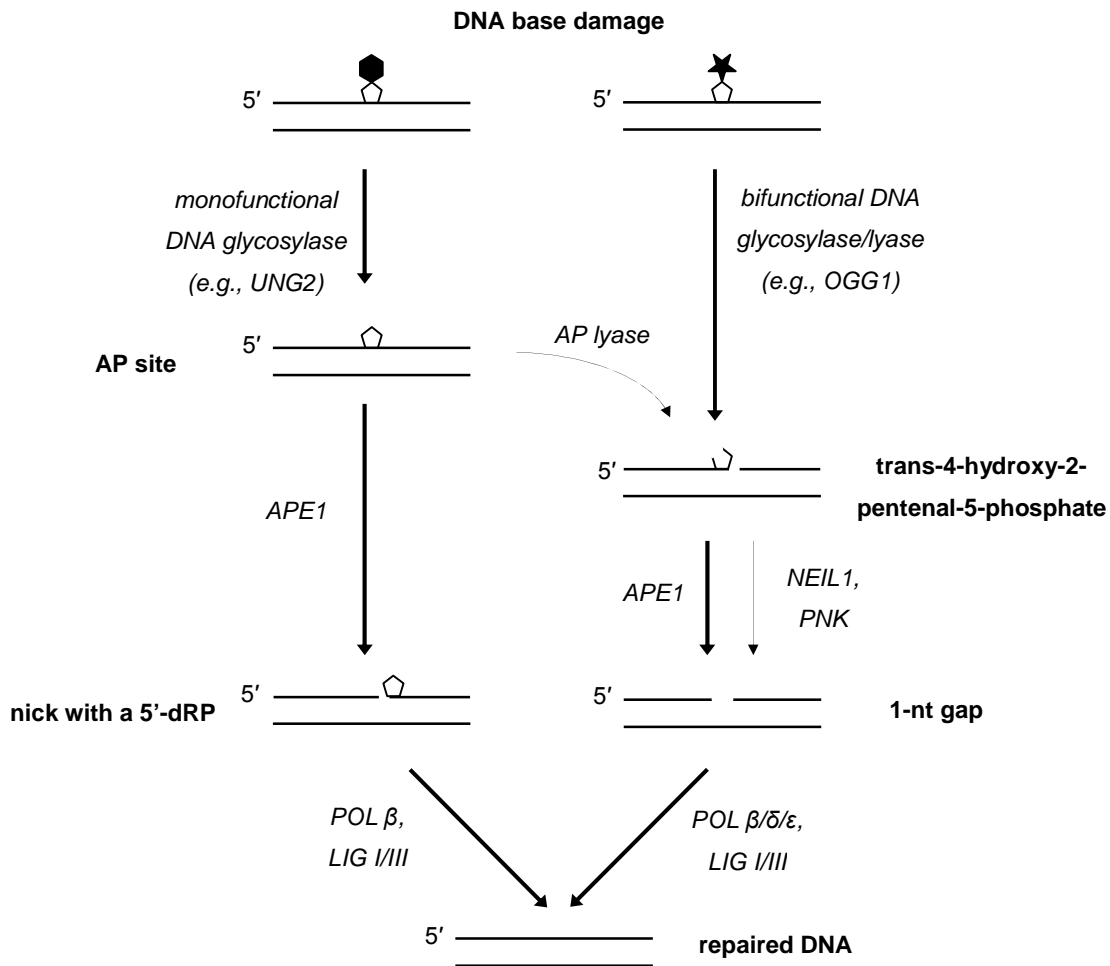 DNA base damage
5′
5′
monofunctional
DNA glycosylase
(e.g., UNG2)
bifunctional DNA
glycosylase/lyase
(e.g., OGG1)
AP site
5′
AP lyase
5′
trans-4-hydroxy-2-
pentenal-5-phosphate
APE1
APE1
NEIL1,
PNK
nick with a 5’-dRP
5′
5′
1-nt gap
POL β,
LIG I/III
POL β/δ/ε,
LIG I/III
5′
repaired DNA